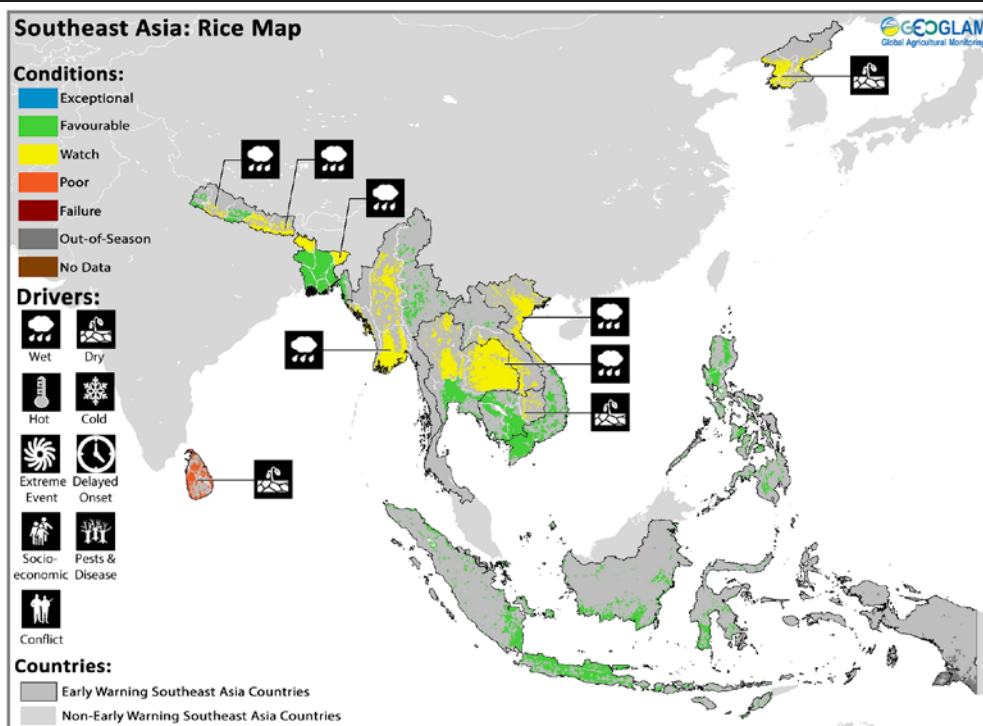 Southeast Asia: Rice Map
GEOGLAM
Global Agricultural Monitoring
Conditions:
Exceptional
Favourable
Watch
Poor
Failure
Out-of-Season
No Data
Drivers:
Wet
Dry
Hot
Cold
Extreme
Event
Delayed
Onset
Socio-
economic
Pests &
Disease
Conflict
Countries:
Early Warning Southeast Asia Countries
Non-Early Warning Southeast Asia Countries